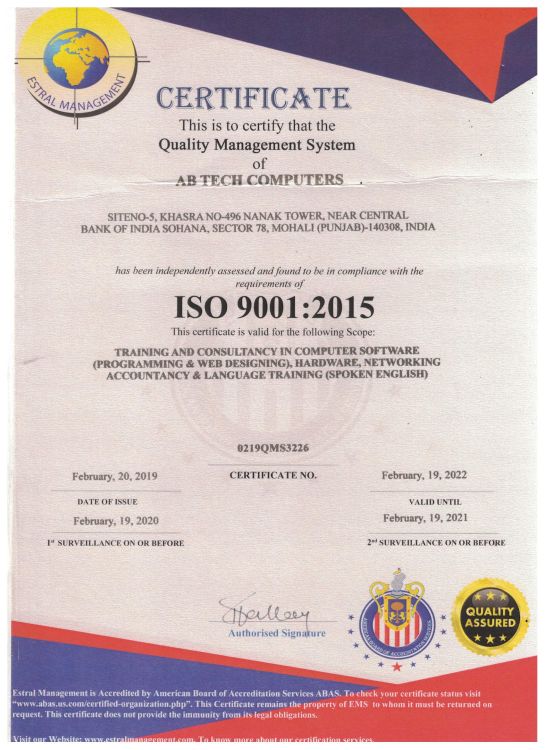 ESTRAL MANAGEMENT
CERTIFICATE
This is to certify that the
Quality Management System
of
AB TECH COMPUTERS
SITENO-5, KHASRA NO-496 NANAK TOWER, NEAR CENTRAL
BANK OF INDIA SOHANA, SECTOR 78, MOHALI (PUNJAB)-140308, INDIA
has been independently assessed and found to be in compliance with the
requirements of
ISO 9001:2015
This certificate is valid for the following Scope:
TRAINING AND CONSULTANCY IN COMPUTER SOFTWARE
(PROGRAMMING & WEB DESIGNING), HARDWARE, NETWORKING
ACCOUNTANCY & LANGUAGE TRAINING (SPOKEN ENGLISH)
0219QMS3226
CERTIFICATE NO.
February, 20, 2019
DATE OF ISSUE
February, 19, 2022
VALID UNTIL
February, 19, 2020
1st SURVEILLANCE ON OR BEFORE
February, 19, 2021
2nd SURVEILLANCE ON OR BEFORE
Authorised Signature
AMERICAN BOARD OF ACCREDITATION SERVICES
QUALITY
ASSURED
Estral Management is Accredited by American Board of Accreditation Services ABAS. To check your certificate status visit
"www.abas.us.com/certified-organization.php". This Certificate remains the property of EMS to whom it must be returned on
request. This certificate does not provide the immunity from its legal obligations.
Visit our Website: www.estralmanagement.com. To know more about our certification services.